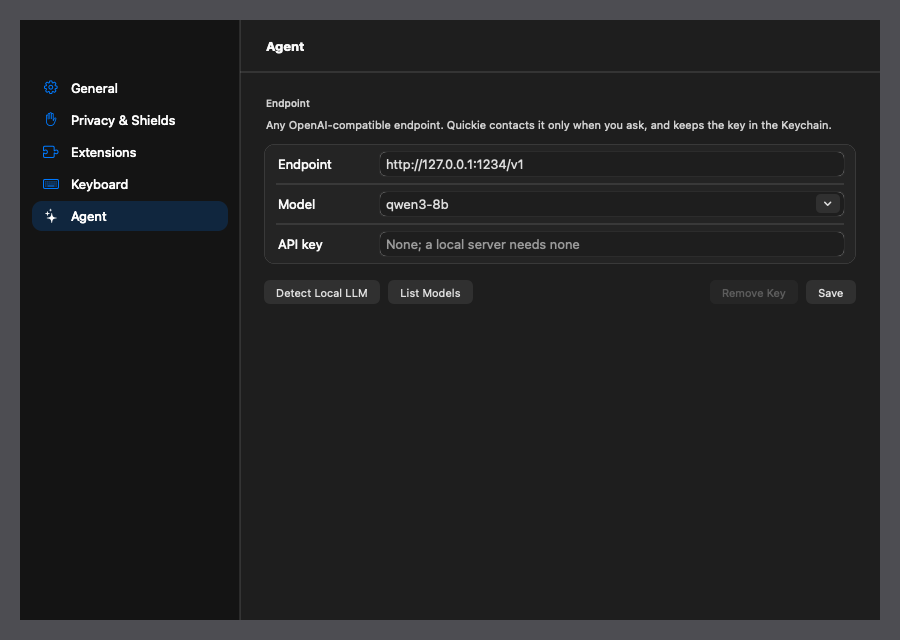 Agent
General
Privacy & Shields
Extensions
Keyboard
Agent
Endpoint
Any OpenAI-compatible endpoint. Quickie contacts it only when you ask, and keeps the key in the Keychain.
Endpoint http://127.0.0.1:1234/v1
Model qwen3-8b
API key None; a local server needs none
Detect Local LLM List Models Remove Key Save